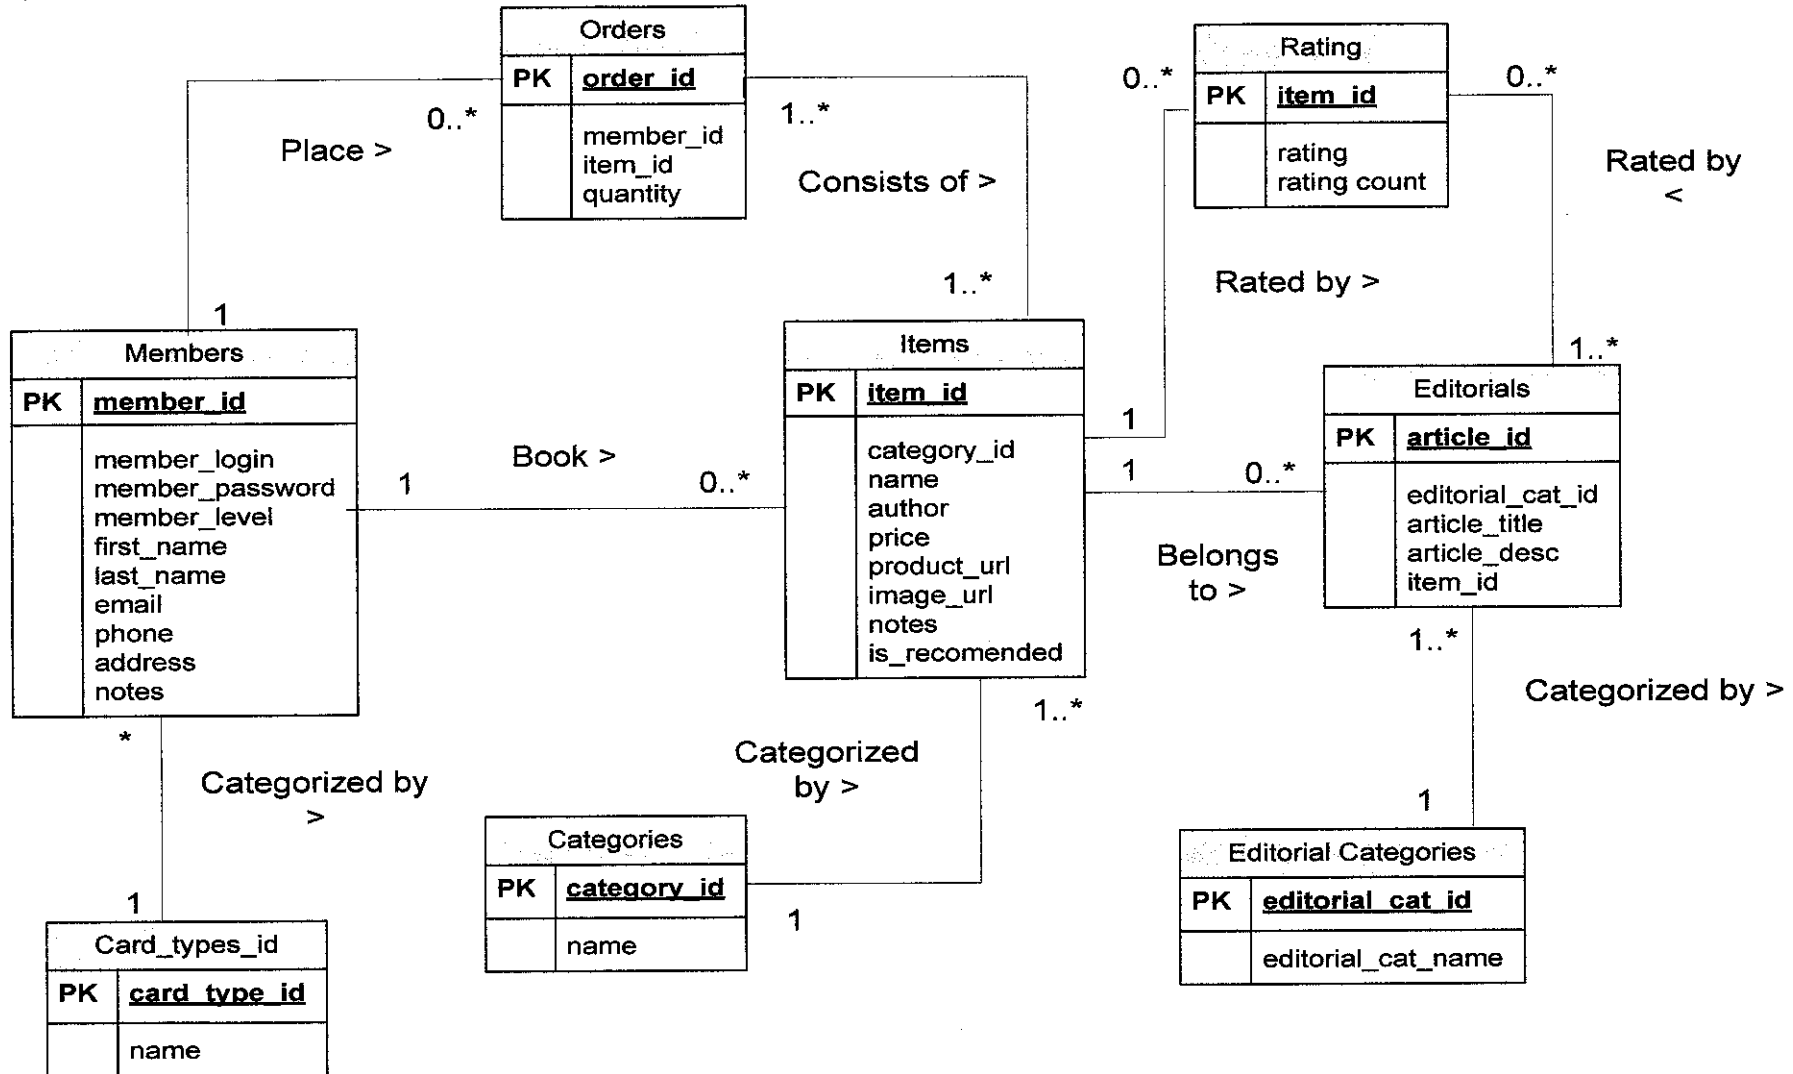 Orders
PK order_id
member_id
item_id
quantity
0..*
Place >
1
1..*
Consists of >
1..*
Rating
PK item_id
rating
rating count
0..*
0..*
Rated by
<
Rated by >
1..*
Members
PK member_id
member_login
member_password
member_level
first_name
last_name
email
phone
address
notes
Book >
1
0..*
Items
PK item_id
category_id
name
author
price
product_url
image_url
notes
is_recomended
1
1
0..*
Belongs
to >
Editorials
PK article_id
editorial_cat_id
article_title
article_desc
item_id
1..*
Categorized by >
1
*
Categorized by
>
1
1..*
Categorized
by >
1
Card_types_id
PK card_type_id
name
Categories
PK category_id
name
Editorial Categories
PK editorial_cat_id
editorial_cat_name